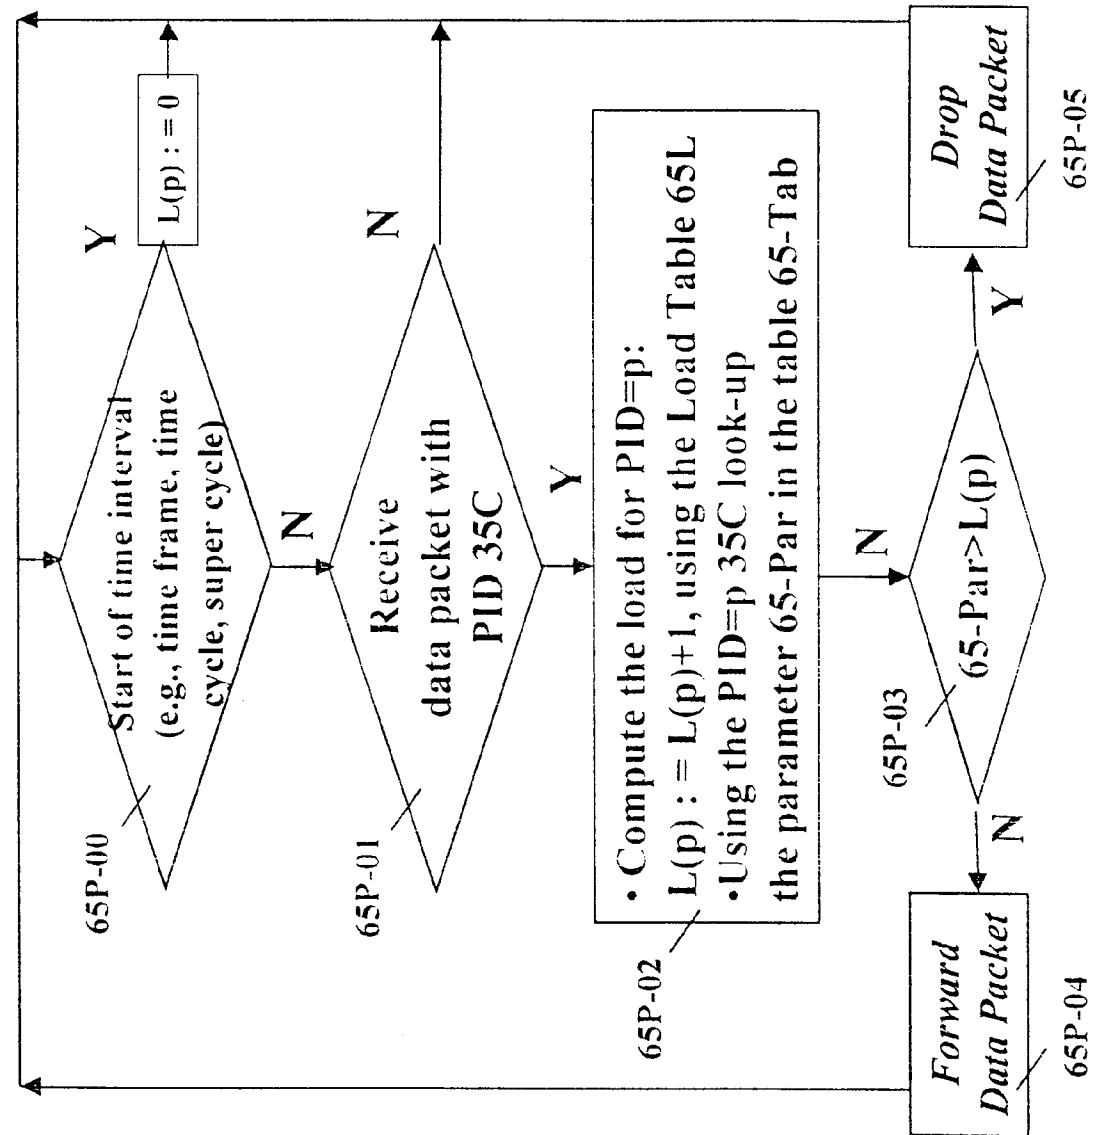 65P-00
Start of time interval
(e.g., time frame, time
cycle, super cycle)
Y
L(p) : = 0
N
65P-01
Receive
data packet with
PID 35C
N
Y
65P-02
• Compute the load for PID=p:
L(p) : = L(p)+1, using the Load Table 65L
•Using the PID=p 35C look-up
the parameter 65-Par in the table 65-Tab
N
65P-03
65-Par>L(p)
N
Y
Forward
Data Packet
65P-04
Drop
Data Packet
65P-05